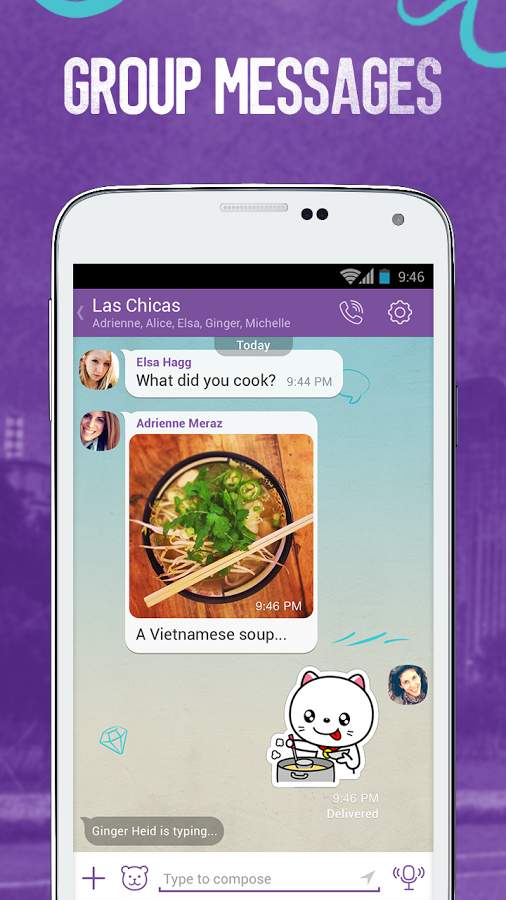 GROUP MESSAGES
9:46
Las Chicas
Adrienne, Alice, Elsa, Ginger, Michelle
Today
Elsa Hagg
What did you cook? 9:44 PM
Adrienne Meraz
9:46 PM
A Vietnamese soup...
9:46 PM
Delivered
Ginger Heid is typing...
Type to compose